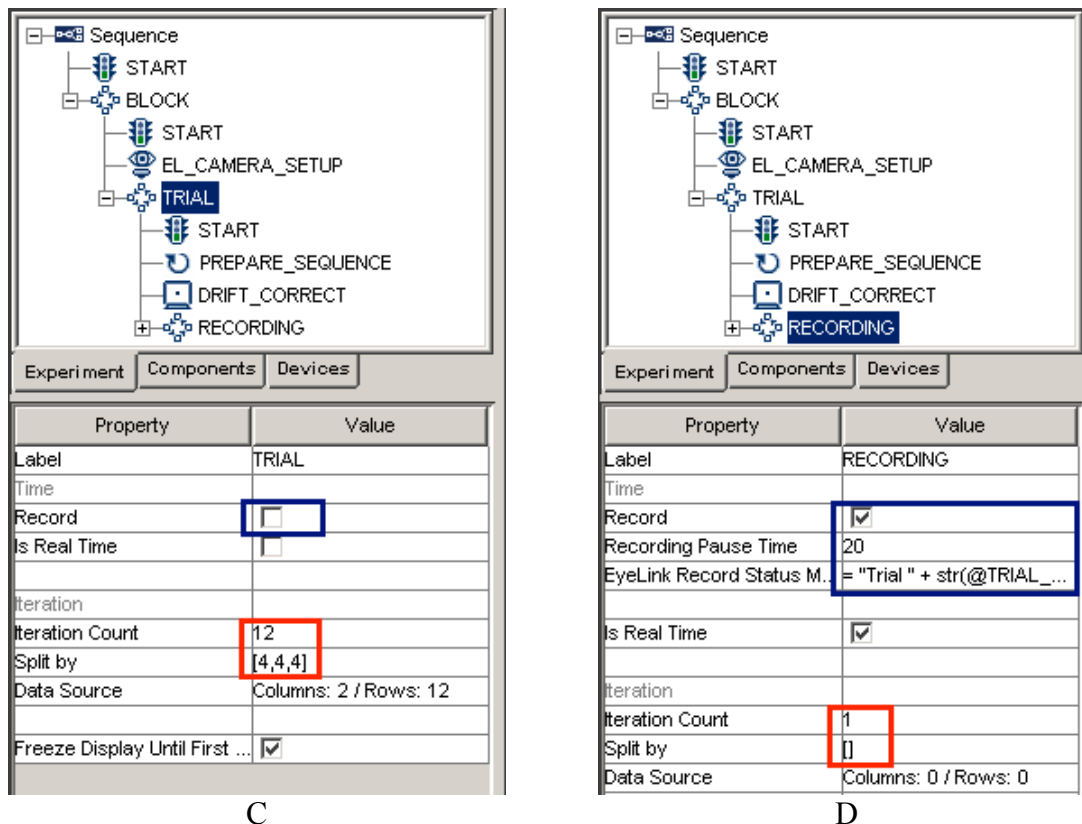 Sequence
START
BLOCK
START
EL_CAMERA_SETUP
TRIAL
START
PREPARE_SEQUENCE
DRIFT_CORRECT
RECORDING
Experiment Components Devices
Property Value
Label TRIAL
Time
Record
Is Real Time
Iteration
Iteration Count 12
Split by [4,4,4]
Data Source Columns: 2 / Rows: 12
Freeze Display Until First ...
C
Sequence
START
BLOCK
START
EL_CAMERA_SETUP
TRIAL
START
PREPARE_SEQUENCE
DRIFT_CORRECT
RECORDING
Experiment Components Devices
Property Value
Label RECORDING
Time
Record
Recording Pause Time 20
EyeLink Record Status M... = "Trial " + str(@TRIAL_...
Is Real Time
Iteration
Iteration Count 1
Split by []
Data Source Columns: 0 / Rows: 0
D